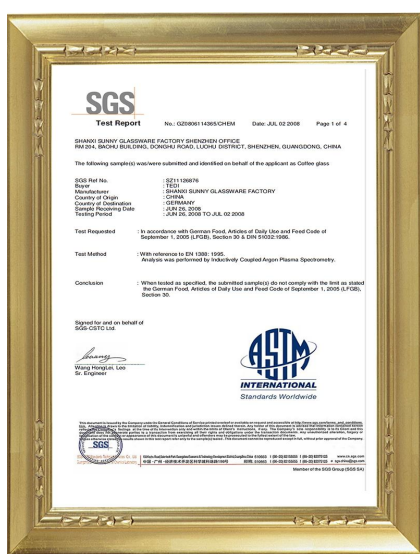 SGS
Test Report No.: GZ0806114365/CHEM Date: JUL 02 2008 Page 1 of 4
SHANXI SUNNY GLASSWARE FACTORY SHENZHEN OFFICE
RM 204, BAOHU BUILDING, DONGHU ROAD, LUOHU DISTRICT, SHENZHEN, GUANGDONG, CHINA
The following sample(s) was/were submitted and identified on behalf of the applicant as Coffee glass
SGS Ref No. : SZ11126876
Buyer : TEDI
Manufacturer : SHANXI SUNNY GLASSWARE FACTORY
Country of Origin : CHINA
Country of Destination : GERMANY
Sample Receiving Date : JUN 26, 2008
Testing Period : JUN 26, 2008 TO JUL 02 2008
Test Requested : In accordance with German Food, Articles of Daily Use and Feed Code of
September 1, 2005 (LFGB), Section 30 & DIN 51032:1986.
Test Method : With reference to EN 1388: 1995.
Analysis was performed by Inductively Coupled Argon Plasma Spectrometry.
Conclusion : When tested as specified, the submitted sample(s) do not comply with the limit as stated
the German Food, Articles of Daily Use and Feed Code of September 1, 2005 (LFGB),
Section 30.
Signed for and on behalf of
SGS-CSTC Ltd.
Wang HongLei, Leo
Sr. Engineer
ASTM
INTERNATIONAL
Standards Worldwide
SGS
Member of the SGS Group (SGS SA)